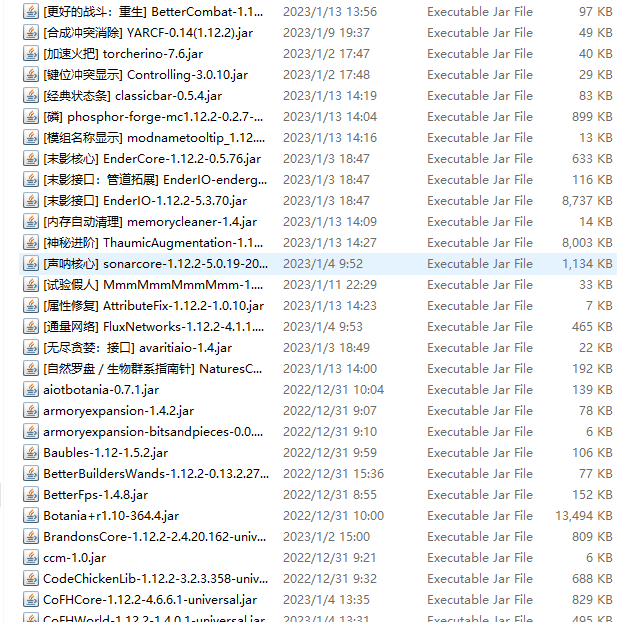 [更好的战斗：重生] BetterCombat-1.1... 2023/1/13 13:56 Executable Jar File 97 KB
[合成冲突消除] YARCF-0.14(1.12.2).jar 2023/1/9 19:37 Executable Jar File 49 KB
[加速火把] torcherino-7.6.jar 2023/1/2 17:47 Executable Jar File 40 KB
[键位冲突显示] Controlling-3.0.10.jar 2023/1/2 17:48 Executable Jar File 29 KB
[经典状态条] classicbar-0.5.4.jar 2023/1/13 14:19 Executable Jar File 83 KB
[磷] phosphor-forge-mc1.12.2-0.2.7-... 2023/1/13 14:04 Executable Jar File 899 KB
[模组名称显示] modnametooltip_1.12.... 2023/1/13 14:16 Executable Jar File 13 KB
[末影核心] EnderCore-1.12.2-0.5.76.jar 2023/1/3 18:47 Executable Jar File 633 KB
[末影接口：管道拓展] EnderIO-enderg... 2023/1/3 18:47 Executable Jar File 116 KB
[末影接口] EnderIO-1.12.2-5.3.70.jar 2023/1/3 18:47 Executable Jar File 8,737 KB
[内存自动清理] memorycleaner-1.4.jar 2023/1/13 14:09 Executable Jar File 14 KB
[神秘进阶] ThaumicAugmentation-1.1... 2023/1/13 14:27 Executable Jar File 8,003 KB
[声呐核心] sonarcore-1.12.2-5.0.19-20... 2023/1/4 9:52 Executable Jar File 1,134 KB
[试验假人] MmmMmmMmmMmm-1.... 2023/1/11 22:29 Executable Jar File 33 KB
[属性修复] AttributeFix-1.12.2-1.0.10.jar 2023/1/13 14:23 Executable Jar File 7 KB
[通量网络] FluxNetworks-1.12.2-4.1.1.... 2023/1/4 9:53 Executable Jar File 465 KB
[无尽贪婪：接口] avaritiaio-1.4.jar 2023/1/3 18:49 Executable Jar File 22 KB
[自然罗盘 / 生物群系指南针] NaturesC... 2023/1/13 14:00 Executable Jar File 192 KB
aiotbotania-0.7.1.jar 2022/12/31 10:04 Executable Jar File 139 KB
armoryexpansion-1.4.2.jar 2022/12/31 9:07 Executable Jar File 78 KB
armoryexpansion-bitsandpieces-0.0.... 2022/12/31 9:10 Executable Jar File 6 KB
Baubles-1.12-1.5.2.jar 2022/12/31 9:59 Executable Jar File 106 KB
BetterBuildersWands-1.12.2-0.13.2.27... 2022/12/31 15:36 Executable Jar File 77 KB
BetterFps-1.4.8.jar 2022/12/31 8:55 Executable Jar File 152 KB
Botania+r1.10-364.4.jar 2022/12/31 10:00 Executable Jar File 13,494 KB
BrandonsCore-1.12.2-2.4.20.162-univ... 2023/1/2 15:00 Executable Jar File 809 KB
ccm-1.0.jar 2022/12/31 9:21 Executable Jar File 6 KB
CodeChickenLib-1.12.2-3.2.3.358-univ... 2022/12/31 9:32 Executable Jar File 688 KB
CoFHCore-1.12.2-4.6.6.1-universal.jar 2023/1/4 13:35 Executable Jar File 829 KB
CoFHWorld-1.12.2-1.4.0.1-universal.jar 2023/1/4 13:31 Executable Jar File 495 KB